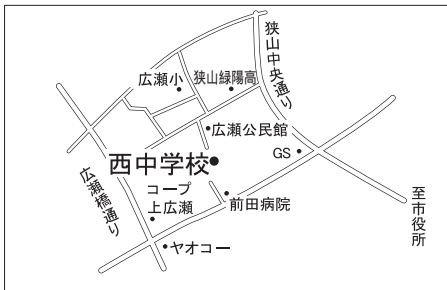 狭山中央通り
広瀬小
狭山緑陽高
広瀬公民館
GS
西中学校
広瀬橋通り
コープ
上広瀬
前田病院
至市役所
ヤオコー